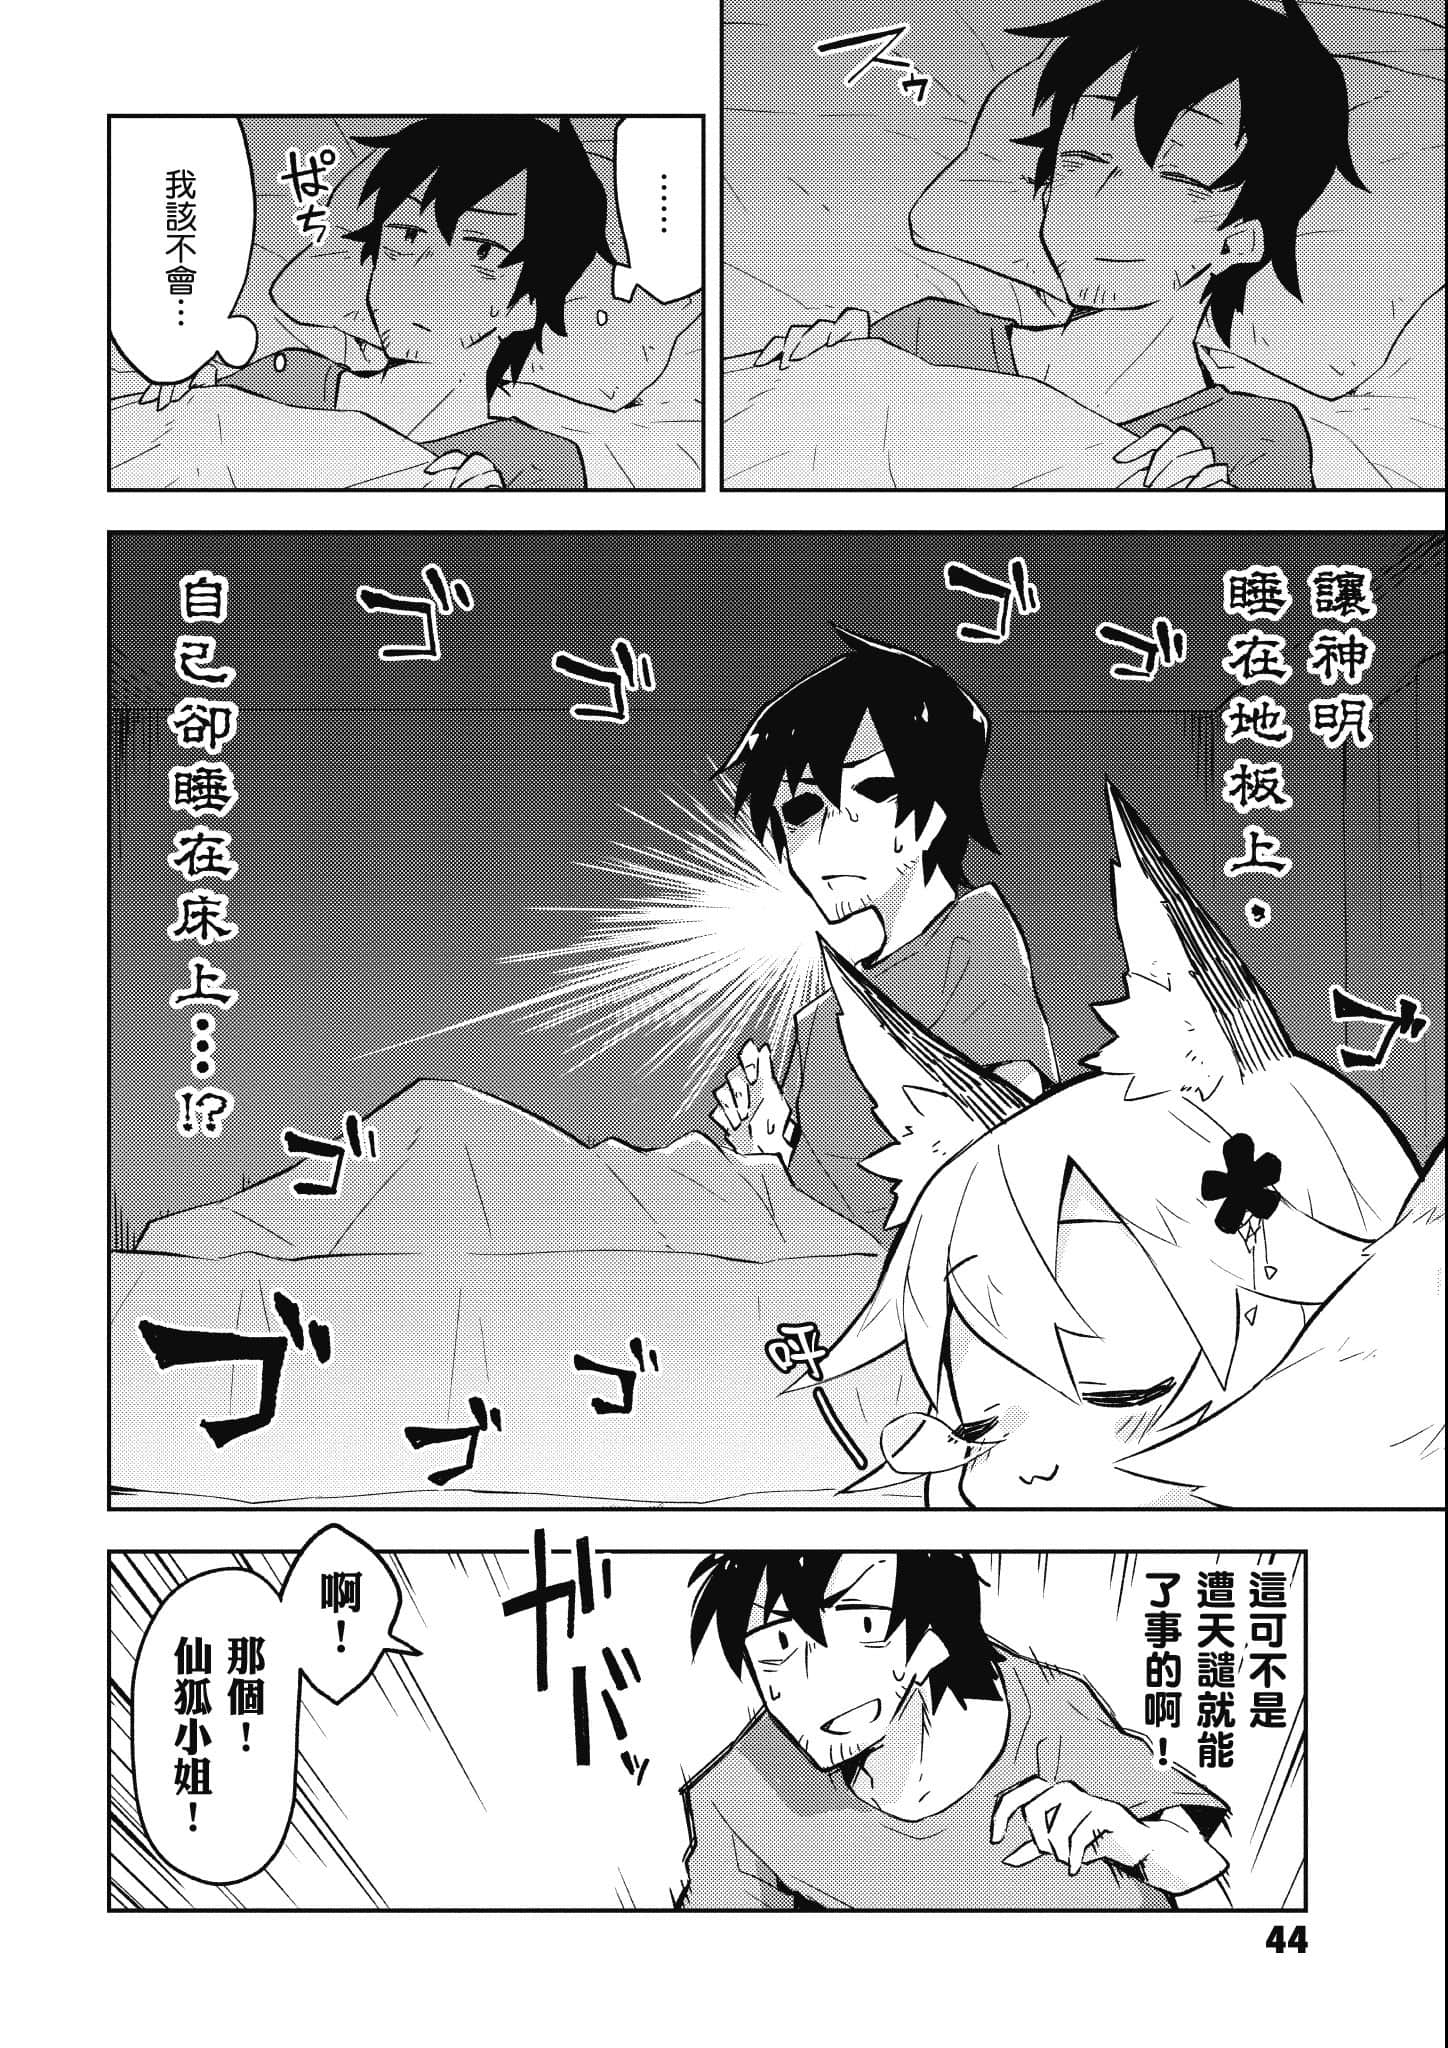 スゥ
……
ぱち
我該不會…
讓神明
睡在地板上。
ゴ
ゴ
ゴ
ゴ
ゴ
ゴ
ゴ
ゴ
ゴ
呼—
自己卻睡在床上…!?
這可不是
遭天譴就能
了事的啊！
ガバッ
啊！
那個！
仙狐小姐！
44